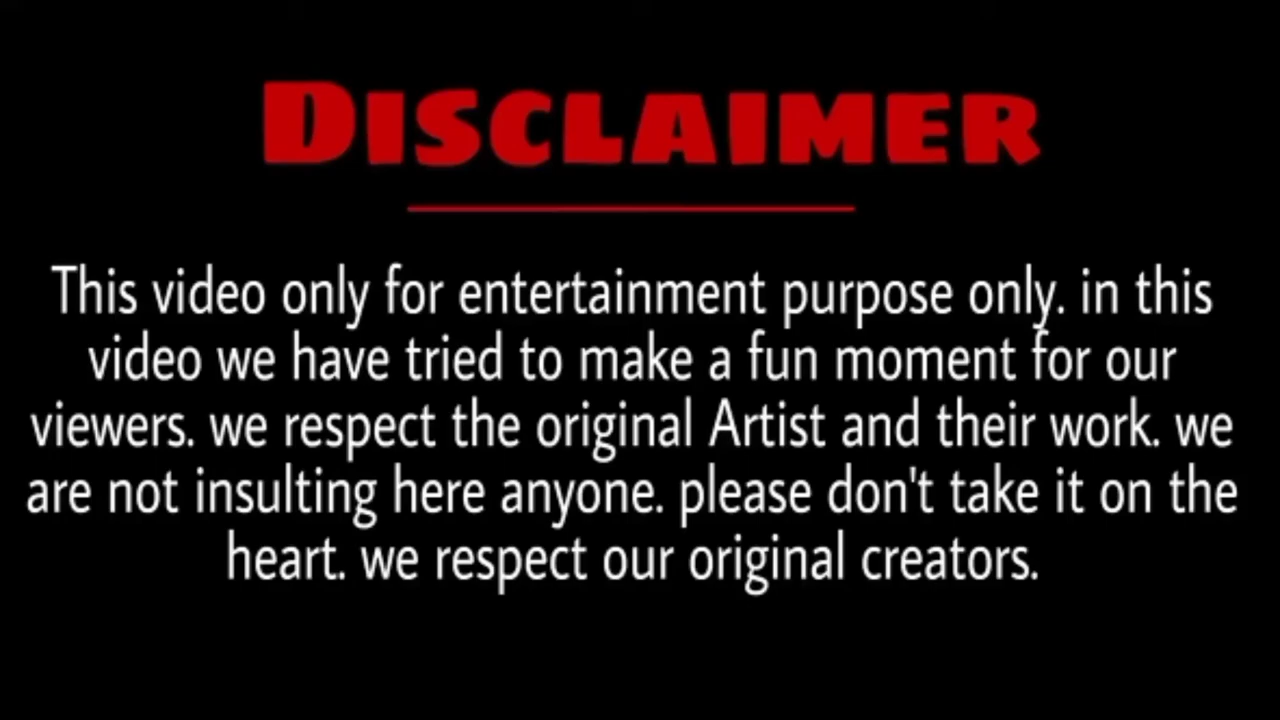 DISCLAIMER
This video only for entertainment purpose only. in this
video we have tried to make a fun moment for our
viewers. we respect the original Artist and their work. we
are not insulting here anyone. please don't take it on the
heart. we respect our original creators.